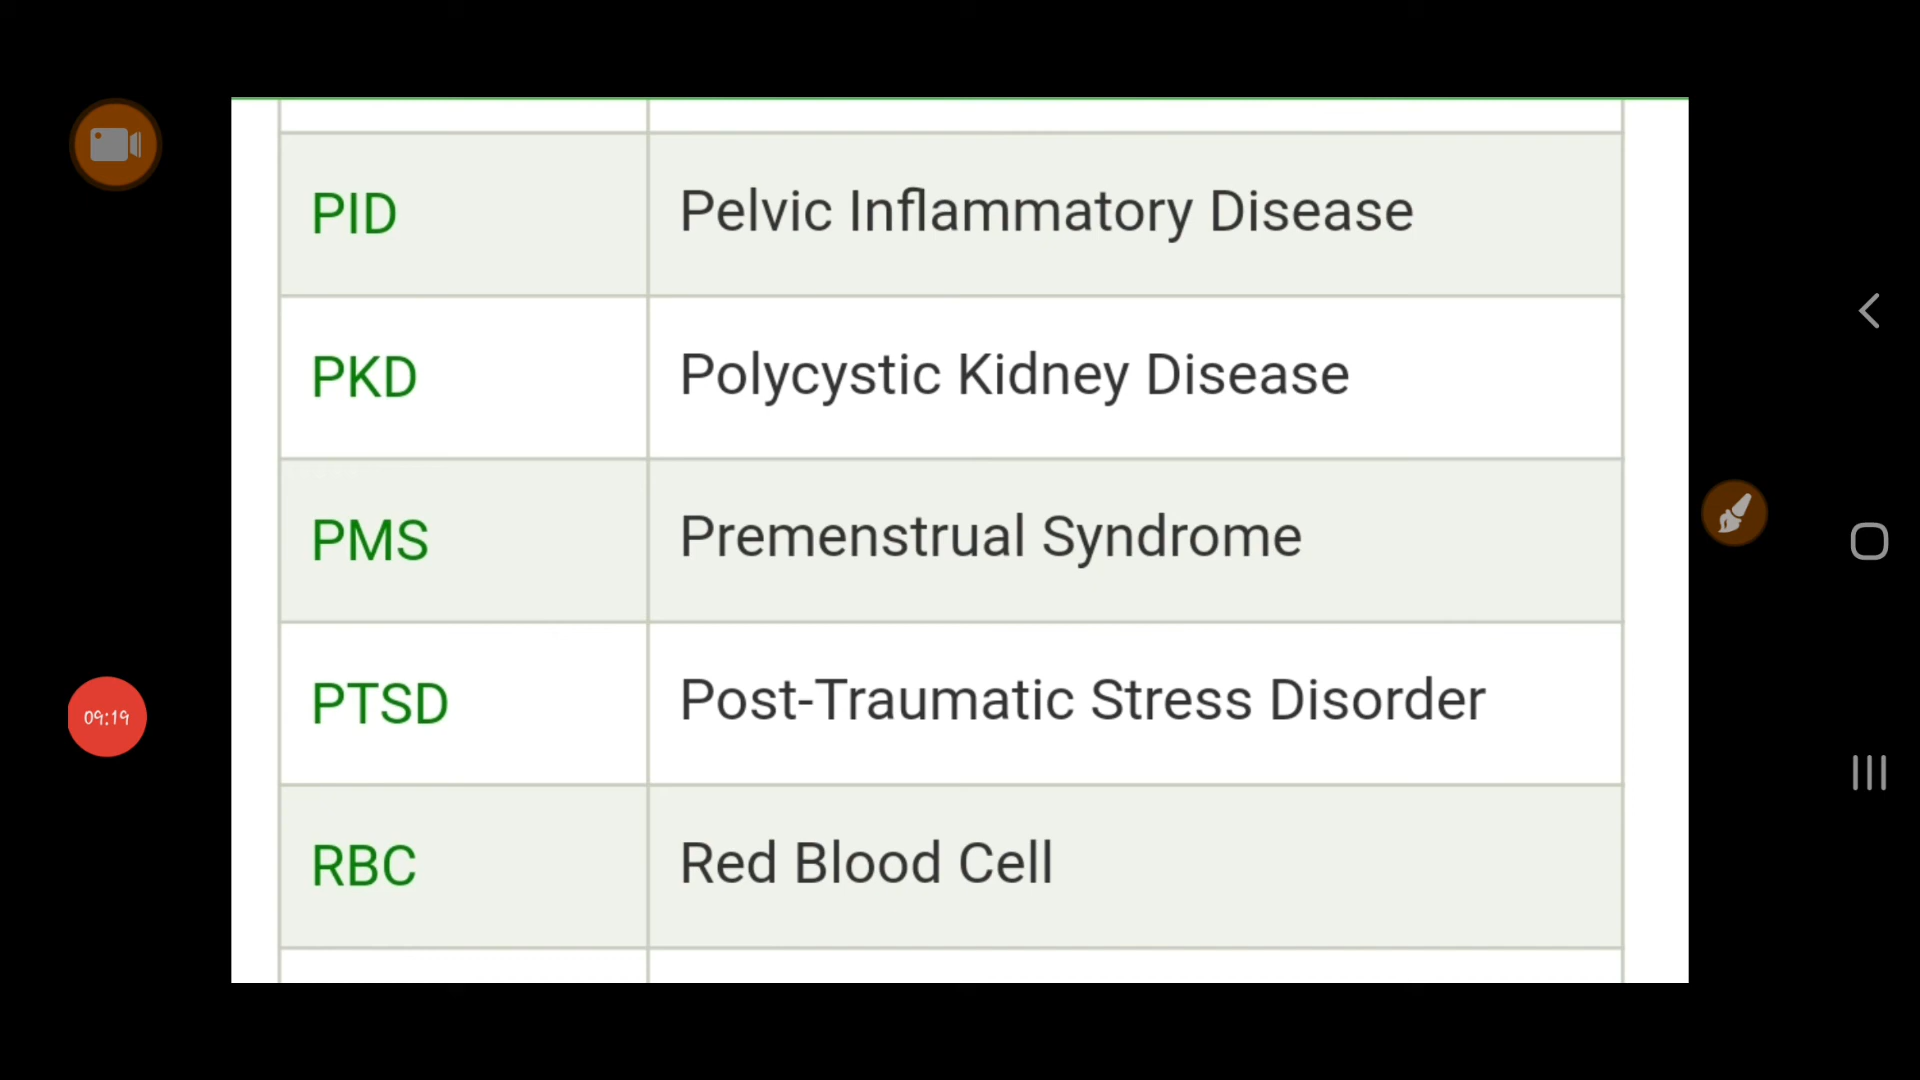 PID Pelvic Inflammatory Disease
PKD Polycystic Kidney Disease
PMS Premenstrual Syndrome
09:19
PTSD Post-Traumatic Stress Disorder
RBC Red Blood Cell